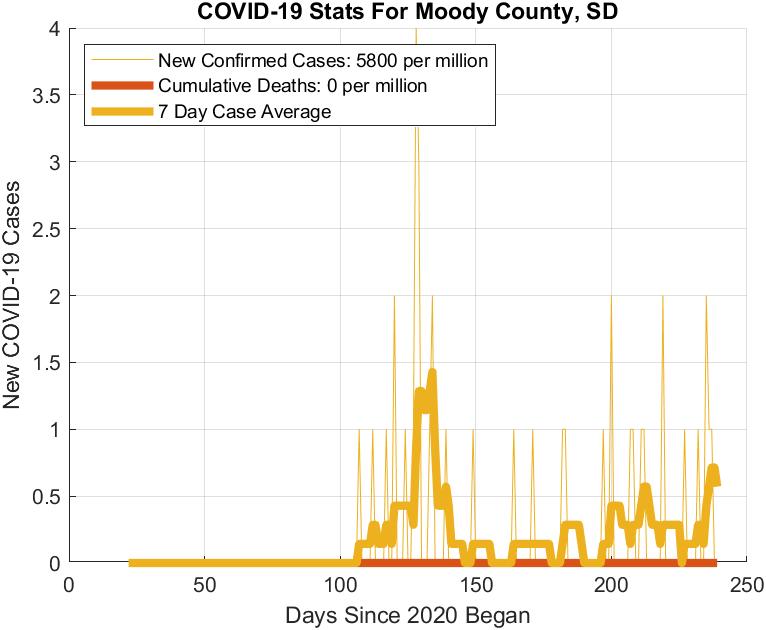 COVID-19 Stats For Moody County, SD
New Confirmed Cases: 5800 per million
Cumulative Deaths: 0 per million
7 Day Case Average
4
3.5
3
2.5
2
1.5
1
0.5
0
New COVID-19 Cases
0 50 100 150 200 250
Days Since 2020 Began